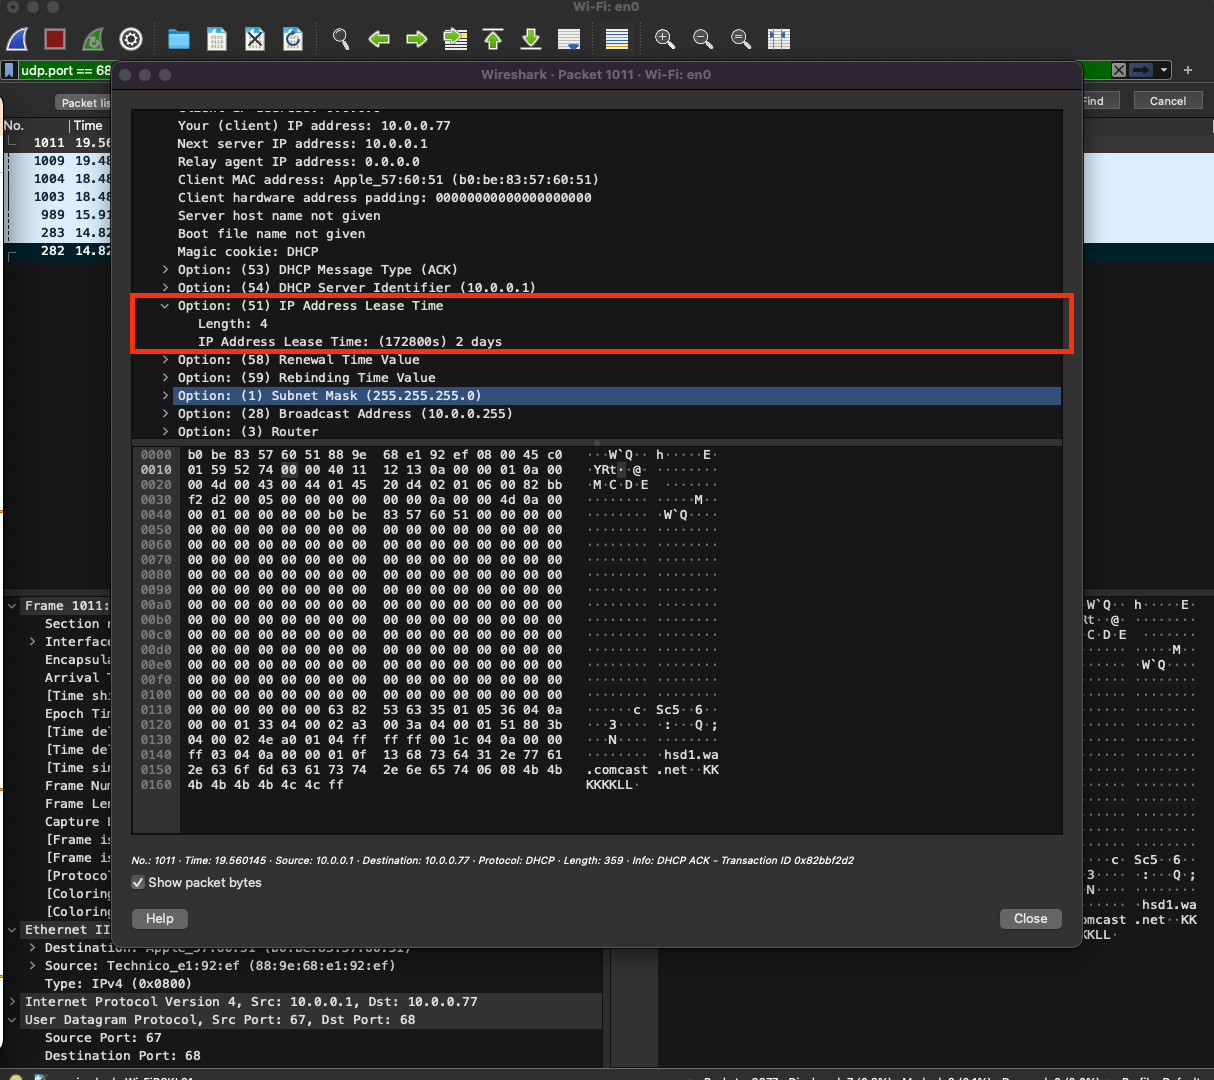 Wi-Fi: en0
udp.port == 68
Wireshark · Packet 1011 · Wi-Fi: en0
Packet lis
Find
Cancel
No.
Time
1011 19.56
1009 19.48
1004 18.48
1003 18.48
989 15.91
283 14.82
282 14.82
Your (client) IP address: 10.0.0.77
Next server IP address: 10.0.0.1
Relay agent IP address: 0.0.0.0
Client MAC address: Apple_57:60:51 (b0:be:83:57:60:51)
Client hardware address padding: 00000000000000000000
Server host name not given
Boot file name not given
Magic cookie: DHCP
Option: (53) DHCP Message Type (ACK)
Option: (54) DHCP Server Identifier (10.0.0.1)
Option: (51) IP Address Lease Time
Length: 4
IP Address Lease Time: (172800s) 2 days
Option: (58) Renewal Time Value
Option: (59) Rebinding Time Value
Option: (1) Subnet Mask (255.255.255.0)
Option: (28) Broadcast Address (10.0.0.255)
Option: (3) Router
0000 b0 be 83 57 60 51 88 9e 68 e1 92 ef 08 00 45 c0 ···W`Q·· h·····E·
0010 01 59 52 74 00 00 40 11 12 13 0a 00 00 01 0a 00 ·YRt··@· ········
0020 00 4d 00 43 00 44 01 45 20 d4 02 01 06 00 82 bb ·M·C·D·E ·······
0030 f2 d2 00 05 00 00 00 00 00 00 0a 00 00 4d 0a 00 ········ ·····M··
0040 00 01 00 00 00 00 b0 be 83 57 60 51 00 00 00 00 ········ ·W`Q····
0050 00 00 00 00 00 00 00 00 00 00 00 00 00 00 00 00 ········ ········
0060 00 00 00 00 00 00 00 00 00 00 00 00 00 00 00 00 ········ ········
0070 00 00 00 00 00 00 00 00 00 00 00 00 00 00 00 00 ········ ········
0080 00 00 00 00 00 00 00 00 00 00 00 00 00 00 00 00 ········ ········
0090 00 00 00 00 00 00 00 00 00 00 00 00 00 00 00 00 ········ ········
00a0 00 00 00 00 00 00 00 00 00 00 00 00 00 00 00 00 ········ ········
00b0 00 00 00 00 00 00 00 00 00 00 00 00 00 00 00 00 ········ ········
00c0 00 00 00 00 00 00 00 00 00 00 00 00 00 00 00 00 ········ ········
00d0 00 00 00 00 00 00 00 00 00 00 00 00 00 00 00 00 ········ ········
00e0 00 00 00 00 00 00 00 00 00 00 00 00 00 00 00 00 ········ ········
00f0 00 00 00 00 00 00 00 00 00 00 00 00 00 00 00 00 ········ ········
0100 00 00 00 00 00 00 00 00 00 00 00 00 00 00 00 00 ········ ········
0110 00 00 00 00 00 00 63 82 53 63 35 01 05 36 04 0a ······c· Sc5··6··
0120 00 00 01 33 04 00 02 a3 00 3a 04 00 01 51 80 3b ···3···· ·:···Q·;
0130 04 00 02 4e a0 01 04 ff ff ff 00 1c 04 0a 00 00 ···N···· ········
0140 ff 03 04 0a 00 00 01 0f 13 68 73 64 31 2e 77 61 ········ ·hsd1.wa
0150 2e 63 6f 6d 63 61 73 74 2e 6e 65 74 06 08 4b 4b .comcast .net··KK
0160 4b 4b 4b 4b 4c 4c ff KKKKLL·
No.: 1011 · Time: 19.560145 · Source: 10.0.0.1 · Destination: 10.0.0.77 · Protocol: DHCP · Length: 359 · Info: DHCP ACK - Transaction ID 0x82bbf2d2
Show packet bytes
Help
Close
Frame 1011:
Section
Interface
Encapsula
Arrival
[Time sh
Epoch Tim
[Time de
[Time de
[Time sin
Frame Num
Frame Len
Capture
[Frame is
[Frame is
[Protoco
[Coloring
[Coloring
Ethernet II
Destination: Apple_57:60:51 (b0:be:83:57:60:51)
Source: Technico_e1:92:ef (88:9e:68:e1:92:ef)
Type: IPv4 (0x0800)
Internet Protocol Version 4, Src: 10.0.0.1, Dst: 10.0.0.77
User Datagram Protocol, Src Port: 67, Dst Port: 68
Source Port: 67
Destination Port: 68